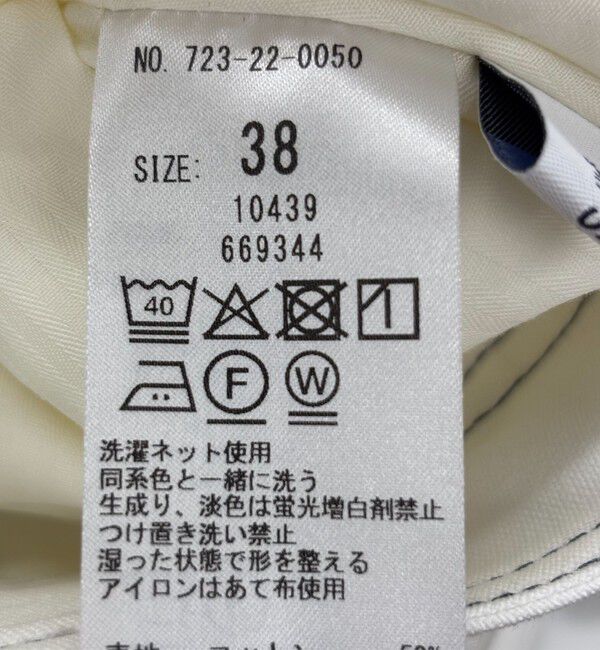 NO. 723-22-0050
SIZE: 38
10439
669344
40
F W
洗濯ネット使用
同系色と一緒に洗う
生成り、淡色は蛍光増白剤禁止
つけ置き洗い禁止
湿った状態で形を整える
アイロンはあて布使用